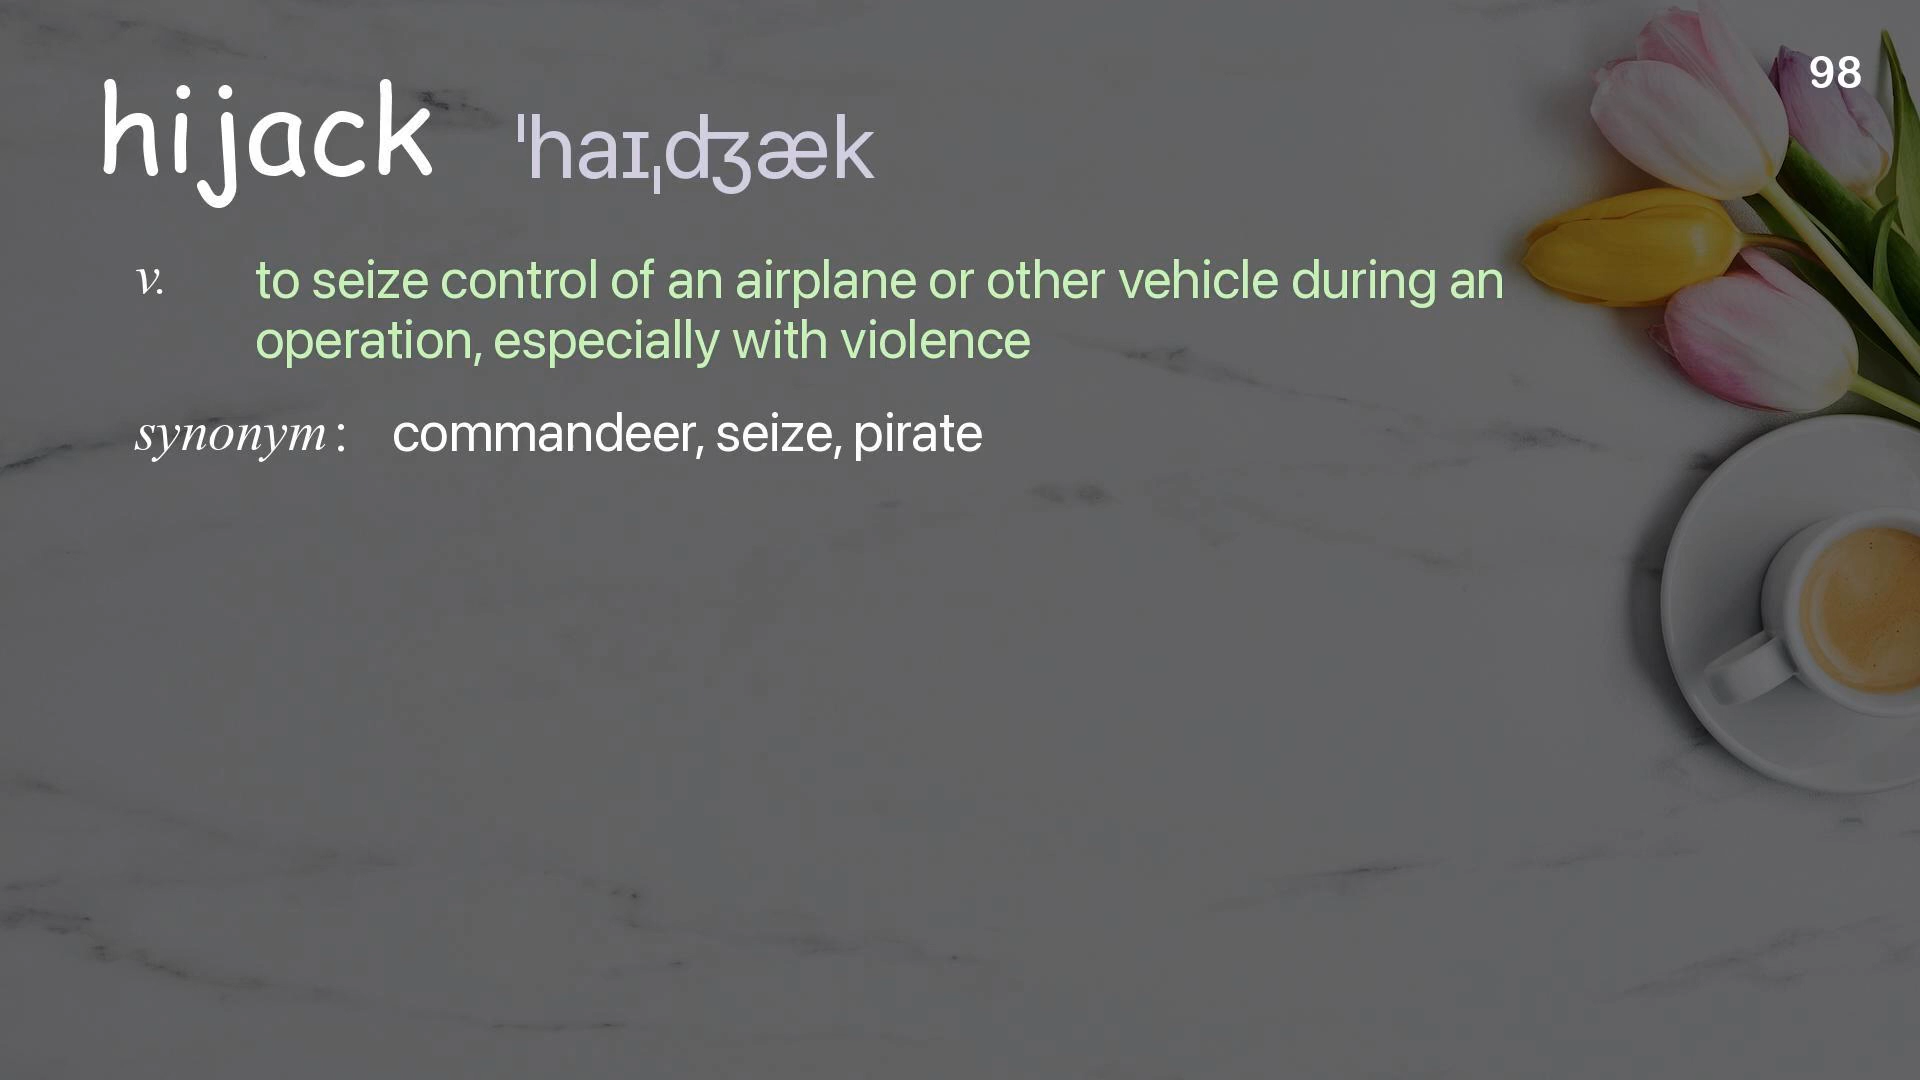 98
hijack ˈhaɪˌdʒæk
v. to seize control of an airplane or other vehicle during an
operation, especially with violence
synonym : commandeer, seize, pirate